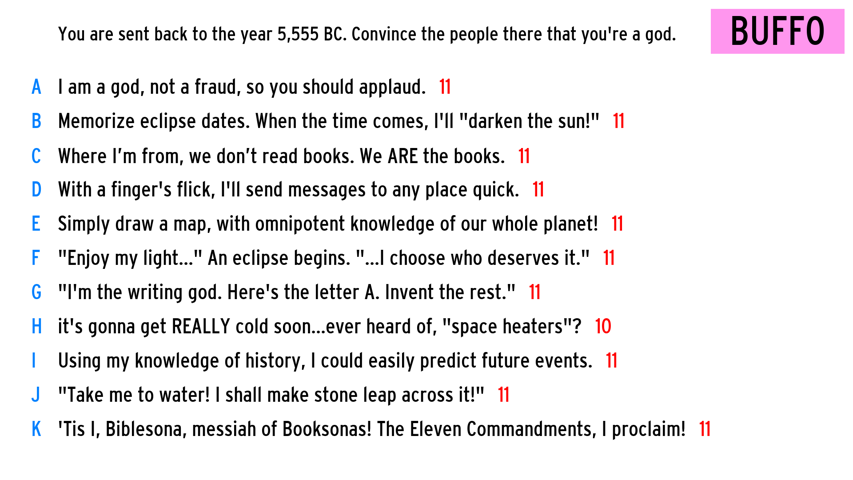 You are sent back to the year 5,555 BC. Convince the people there that you're a god. BUFFO
A I am a god, not a fraud, so you should applaud. 11
B Memorize eclipse dates. When the time comes, I'll "darken the sun!" 11
C Where I’m from, we don’t read books. We ARE the books. 11
D With a finger's flick, I'll send messages to any place quick. 11
E Simply draw a map, with omnipotent knowledge of our whole planet! 11
F "Enjoy my light..." An eclipse begins. "...I choose who deserves it." 11
G "I'm the writing god. Here's the letter A. Invent the rest." 11
H it's gonna get REALLY cold soon...ever heard of, "space heaters"? 10
I Using my knowledge of history, I could easily predict future events. 11
J "Take me to water! I shall make stone leap across it!" 11
K 'Tis I, Biblesona, messiah of Booksonas! The Eleven Commandments, I proclaim! 11